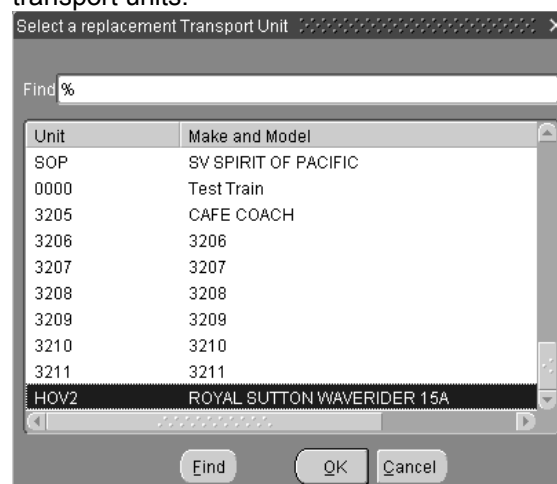 transport units.
Select a replacement Transport Unit
Find %
Unit Make and Model
SOP SV SPIRIT OF PACIFIC
0000 Test Train
3205 CAFE COACH
3206 3206
3207 3207
3208 3208
3209 3209
3210 3210
3211 3211
HOV2 ROYAL SUTTON WAVERIDER 15A
Find OK Cancel